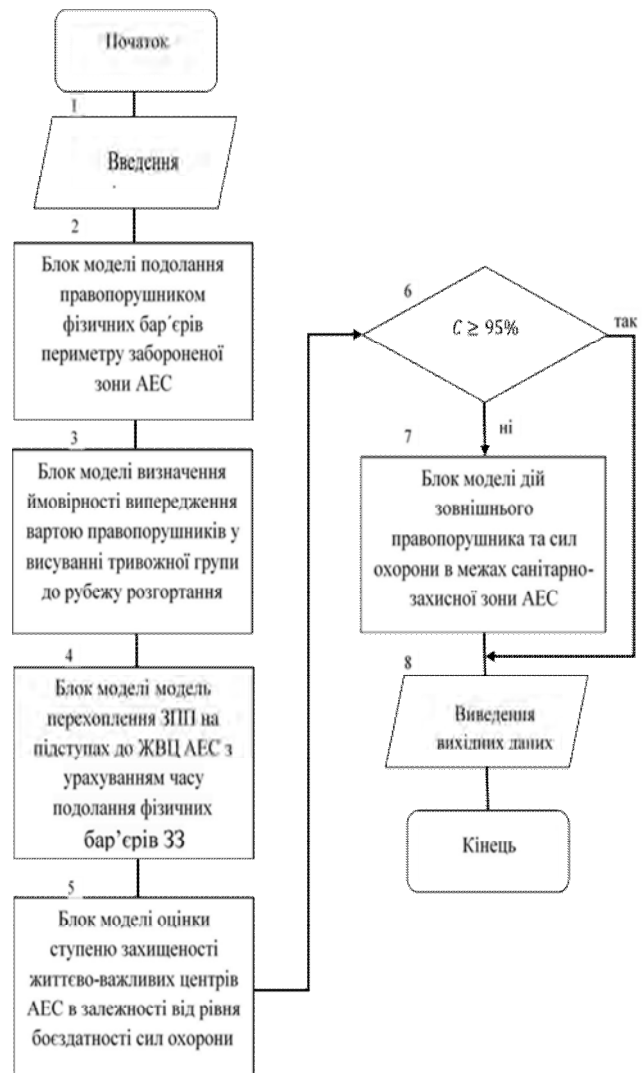 Початок
1
Введення
2
Блок моделі подолання
правопорушником
фізичних бар´єрів
периметру забороненої
зони АЕС
3
Блок моделі визначення
ймовірності випередження
вартою правопорушників у
висуванні тривожної групи
до рубежу розгортання
4
Блок моделі модель
перехоплення ЗПП на
підступах до ЖВЦ АЕС з
урахуванням часу
подолання фізичних
бар’єрів ЗЗ
5
Блок моделі оцінки
ступеню захищеності
життєво-важливих центрів
АЕС в залежності від рівня
боєздатності сил охорони
6
C ≥ 95%
так
ні
7
Блок моделі дій
зовнішнього
правопорушника та сил
охорони в межах санітарно-
захисної зони АЕС
8
Виведення
вихідних даних
Кінець